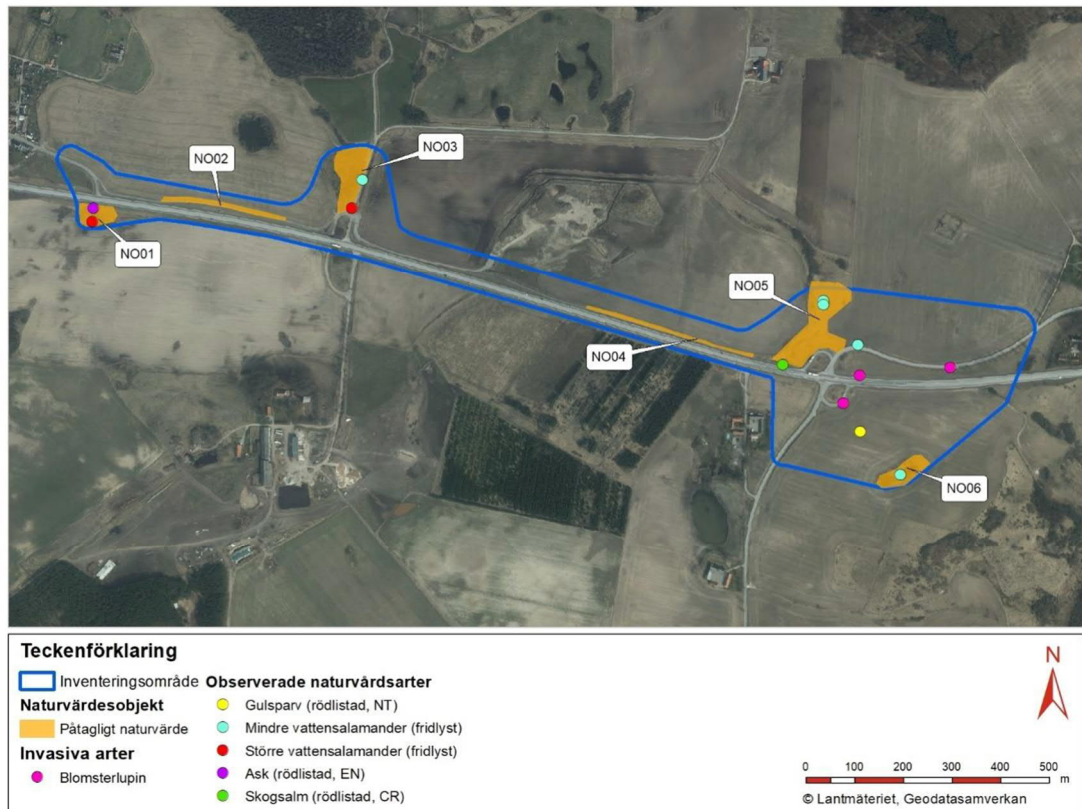 NO01
NO02
NO03
NO04
NO05
NO06
Teckenförklaring
Inventeringsområde
Naturvärdesobjekt
Påtagligt naturvärde
Invasiva arter
Blomsterlupin
Observerade naturvårdsarter
Gulsparv (rödlistad, NT)
Mindre vattensalamander (fridlyst)
Större vattensalamander (fridlyst)
Ask (rödlistad, EN)
Skogsalm (rödlistad, CR)
N
0 100 200 300 400 500
m
© Lantmäteriet, Geodatasamverkan